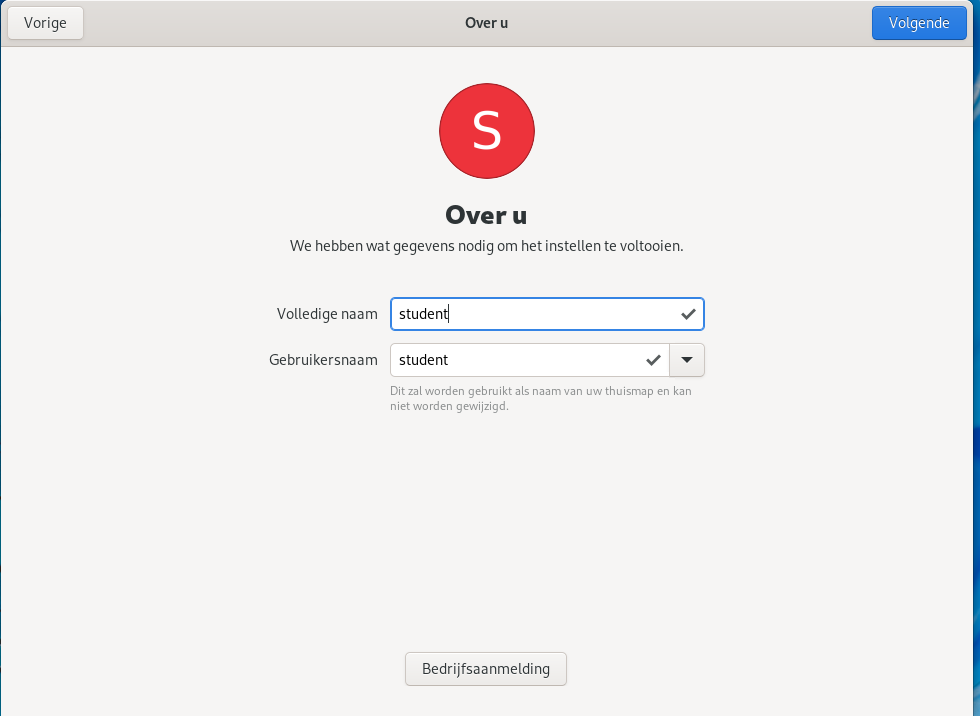 Vorige
Over u
Volgende
S
Over u
We hebben wat gegevens nodig om het instellen te voltooien.
Volledige naam student
Gebruikersnaam student
Dit zal worden gebruikt als naam van uw thuismap en kan
niet worden gewijzigd.
Bedrijfsaanmelding